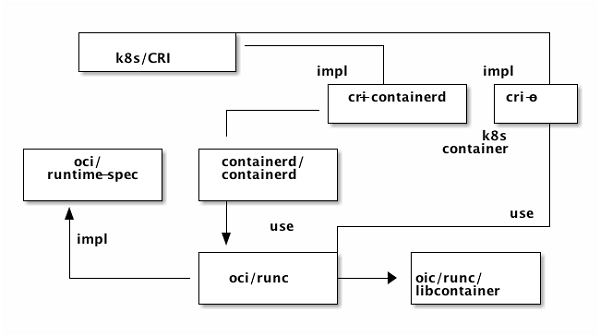 k8s/CRI
impl
impl
cri-containerd
cri-o
k8s
container
oci/
runtime-spec
containerd/
containerd
use
use
impl
oci/runc
oic/runc/
libcontainer